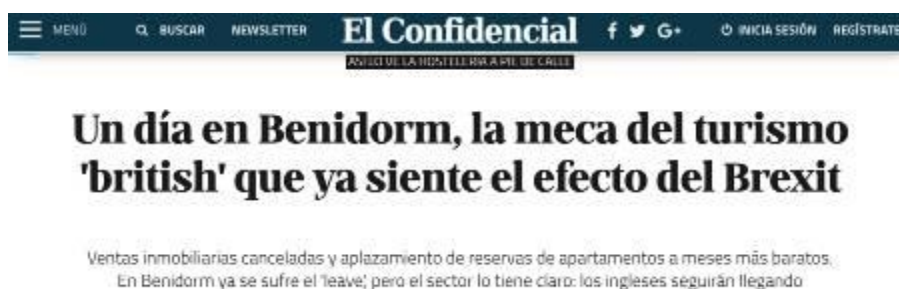 MENÚ BUSCAR NEWSLETTER El Confidencial f G+ INICIA SESIÓN REGÍSTRATE
ASÍ LO VE LA HOSTELERÍA A PIE DE CALLE
Un día en Benidorm, la meca del turismo
'british' que ya siente el efecto del Brexit
Ventas inmobiliarias canceladas y aplazamiento de reservas de apartamentos a meses más baratos.
En Benidorm ya se sufre el 'leave', pero el sector lo tiene claro: los ingleses seguirán llegando